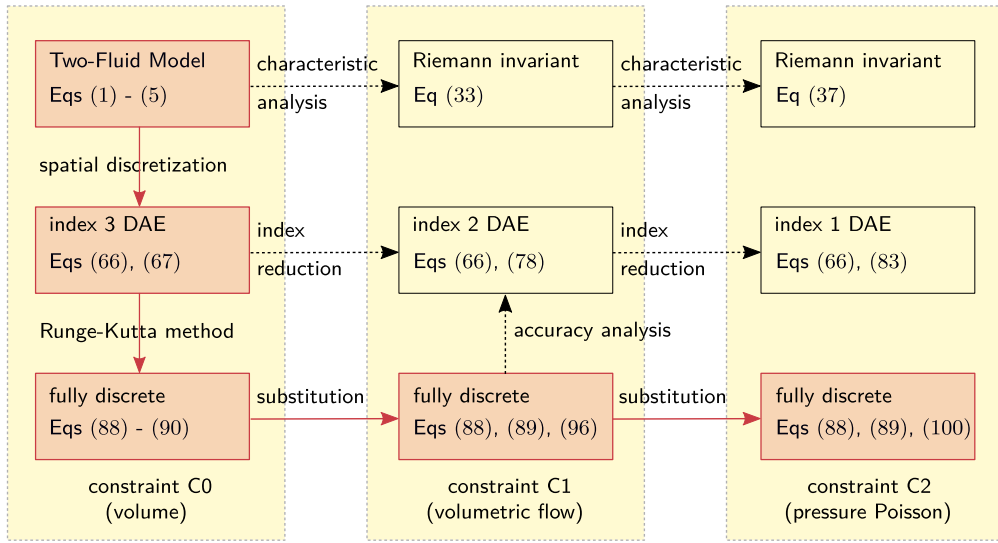 Two-Fluid Model
Eqs (1) - (5)
characteristic
analysis
Riemann invariant
Eq (33)
characteristic
analysis
Riemann invariant
Eq (37)
spatial discretization
index 3 DAE
Eqs (66), (67)
index
reduction
index 2 DAE
Eqs (66), (78)
index
reduction
index 1 DAE
Eqs (66), (83)
Runge-Kutta method
accuracy analysis
fully discrete
Eqs (88) - (90)
substitution
fully discrete
Eqs (88), (89), (96)
substitution
fully discrete
Eqs (88), (89), (100)
constraint C0
(volume)
constraint C1
(volumetric flow)
constraint C2
(pressure Poisson)